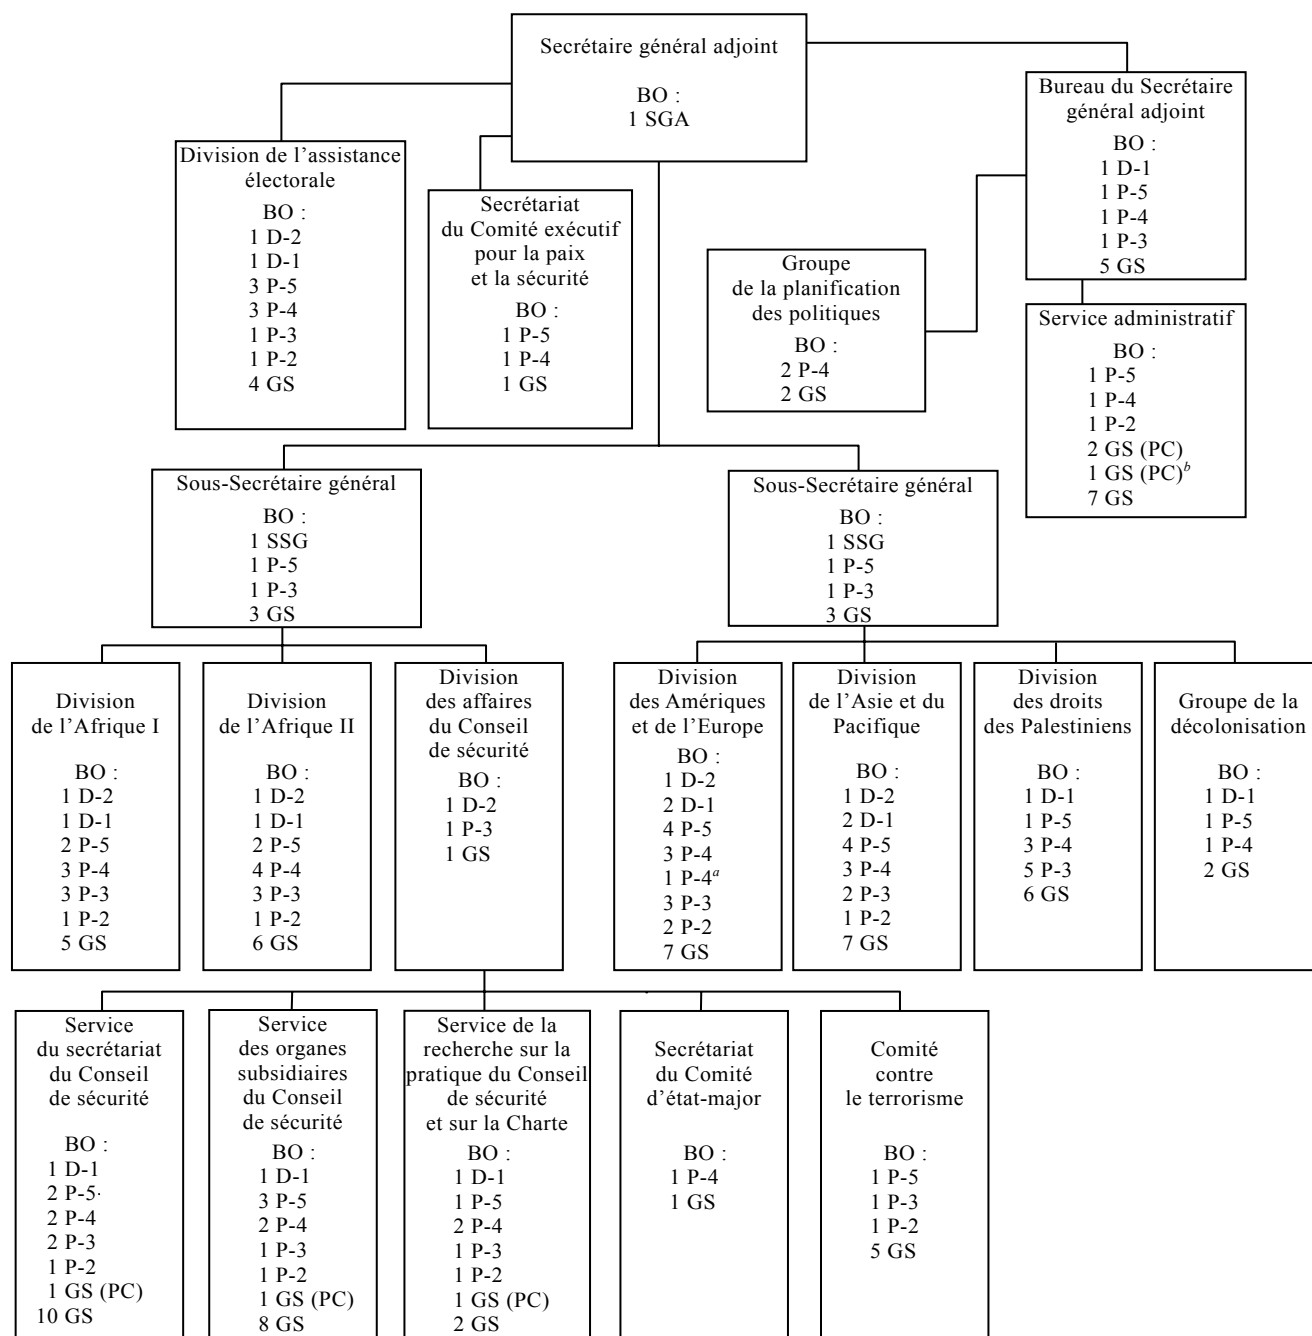 Secrétaire général adjoint
BO :
1 SGA
Bureau du Secrétaire
général adjoint
BO :
1 D-1
1 P-5
1 P-4
1 P-3
5 GS
Division de l’assistance
électorale
BO :
1 D-2
1 D-1
3 P-5
3 P-4
1 P-3
1 P-2
4 GS
Secrétariat
du Comité exécutif
pour la paix
et la sécurité
BO :
1 P-5
1 P-4
1 GS
Groupe
de la planification
des politiques
BO :
2 P-4
2 GS
Service administratif
BO :
1 P-5
1 P-4
1 P-2
2 GS (PC)
1 GS (PC)b
7 GS
Sous-Secrétaire général
BO :
1 SSG
1 P-5
1 P-3
3 GS
Sous-Secrétaire général
BO :
1 SSG
1 P-5
1 P-3
3 GS
Division
de l’Afrique I
BO :
1 D-2
1 D-1
2 P-5
3 P-4
3 P-3
1 P-2
5 GS
Division
de l’Afrique II
BO :
1 D-2
1 D-1
2 P-5
4 P-4
3 P-3
1 P-2
6 GS
Division
des affaires
du Conseil
de sécurité
BO :
1 D-2
1 P-3
1 GS
Division
des Amériques
et de l’Europe
BO :
1 D-2
2 D-1
4 P-5
3 P-4
1 P-4a
3 P-3
2 P-2
7 GS
Division
de l’Asie et du
Pacifique
BO :
1 D-2
2 D-1
4 P-5
3 P-4
2 P-3
1 P-2
7 GS
Division
des droits
des Palestiniens
BO :
1 D-1
1 P-5
3 P-4
5 P-3
6 GS
Groupe de la
décolonisation
BO :
1 D-1
1 P-5
1 P-4
2 GS
Service
du secrétariat
du Conseil
de sécurité
BO :
1 D-1
2 P-5·
2 P-4
2 P-3
1 P-2
1 GS (PC)
10 GS
Service
des organes
subsidiaires
du Conseil
de sécurité
BO :
1 D-1
3 P-5
2 P-4
1 P-3
1 P-2
1 GS (PC)
8 GS
Service de la
recherche sur la
pratique du Conseil
de sécurité
et sur la Charte
BO :
1 D-1
1 P-5
2 P-4
1 P-3
1 P-2
1 GS (PC)
2 GS
Secrétariat
du Comité
d’état-major
BO :
1 P-4
1 GS
Comité
contre
le terrorisme
BO :
1 P-5
1 P-3
1 P-2
5 GS